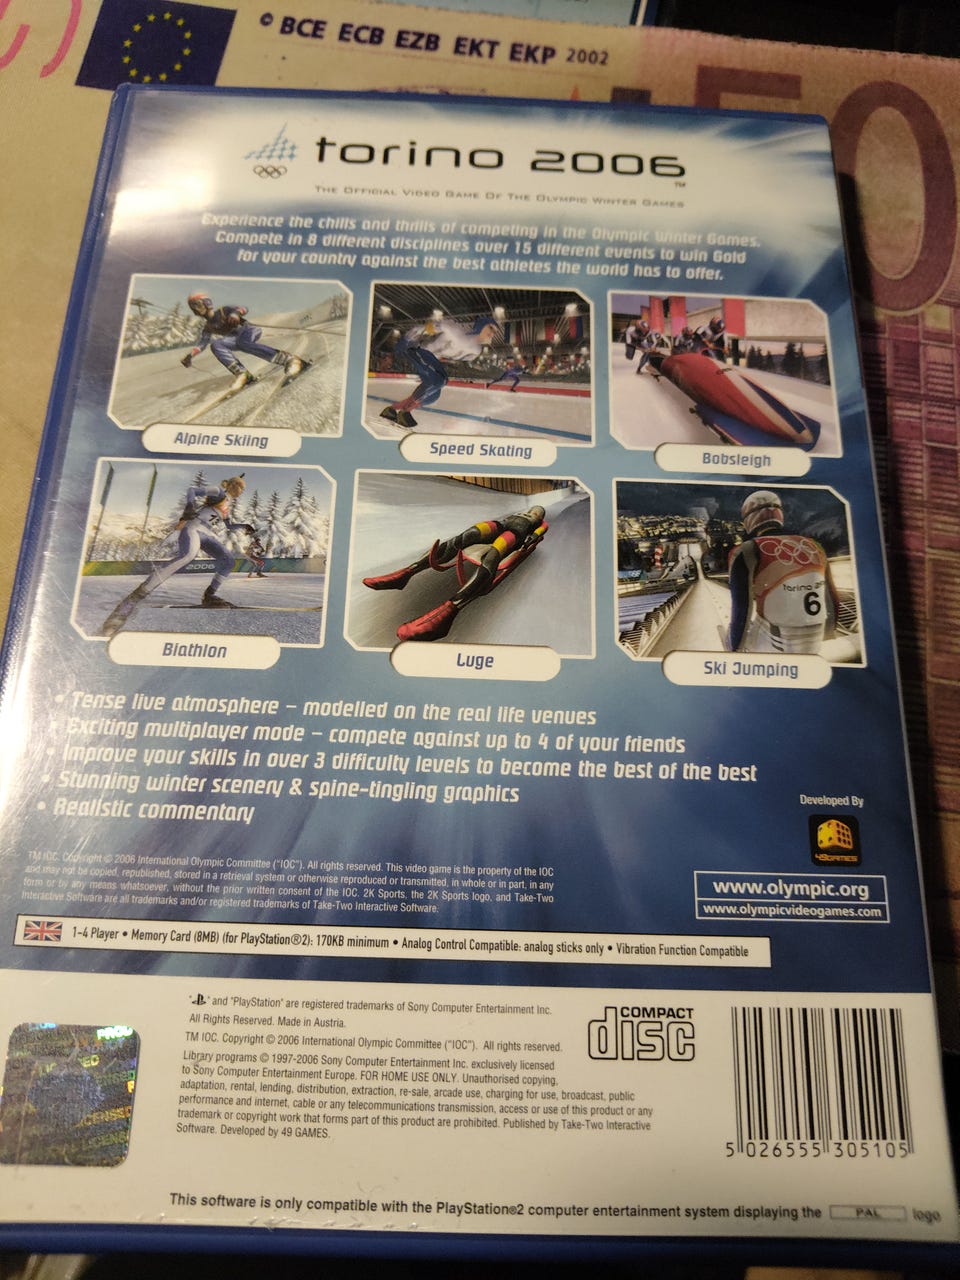 © BCE ECB EZB EKT EKP 2002
50
torino 2006
TM
The Official Video Game Of The Olympic Winter Games
Experience the chills and thrills of competing in the Olympic Winter Games.
Compete in 8 different disciplines over 15 different events to win Gold
for your country against the best athletes the world has to offer.
Alpine Skiing
Speed Skating
Bobsleigh
2006
torino 2006
6
Biathlon
Luge
Ski Jumping
• Tense live atmosphere – modelled on the real life venues
• Exciting multiplayer mode – compete against up to 4 of your friends
• Improve your skills in over 3 difficulty levels to become the best of the best
• Stunning winter scenery & spine-tingling graphics
• Realistic commentary
Developed By
49GAMES
TM IOC. Copyright © 2006 International Olympic Committee ("IOC"). All rights reserved. This video game is the property of the IOC
and may not be copied, republished, stored in a retrieval system or otherwise reproduced or transmitted, in whole or in part, in any
form or by any means whatsoever, without the prior written consent of the IOC. 2K Sports, the 2K Sports logo, and Take-Two
Interactive Software are all trademarks and/or registered trademarks of Take-Two Interactive Software.
www.olympic.org
www.olympicvideogames.com
1-4 Player • Memory Card (8MB) (for PlayStation®2): 170KB minimum • Analog Control Compatible: analog sticks only • Vibration Function Compatible
" " and "PlayStation" are registered trademarks of Sony Computer Entertainment Inc.
All Rights Reserved. Made in Austria.
TM IOC. Copyright © 2006 International Olympic Committee ("IOC"). All rights reserved.
Library programs © 1997-2006 Sony Computer Entertainment Inc. exclusively licensed
to Sony Computer Entertainment Europe. FOR HOME USE ONLY. Unauthorised copying,
adaptation, rental, lending, distribution, extraction, re-sale, arcade use, charging for use, broadcast, public
performance and internet, cable or any telecommunications transmission, access or use of this product or any
trademark or copyright work that forms part of this product are prohibited. Published by Take-Two Interactive
Software. Developed by 49 GAMES.
COMPACT
disc
5 026555 305105
This software is only compatible with the PlayStation®2 computer entertainment system displaying the PAL logo